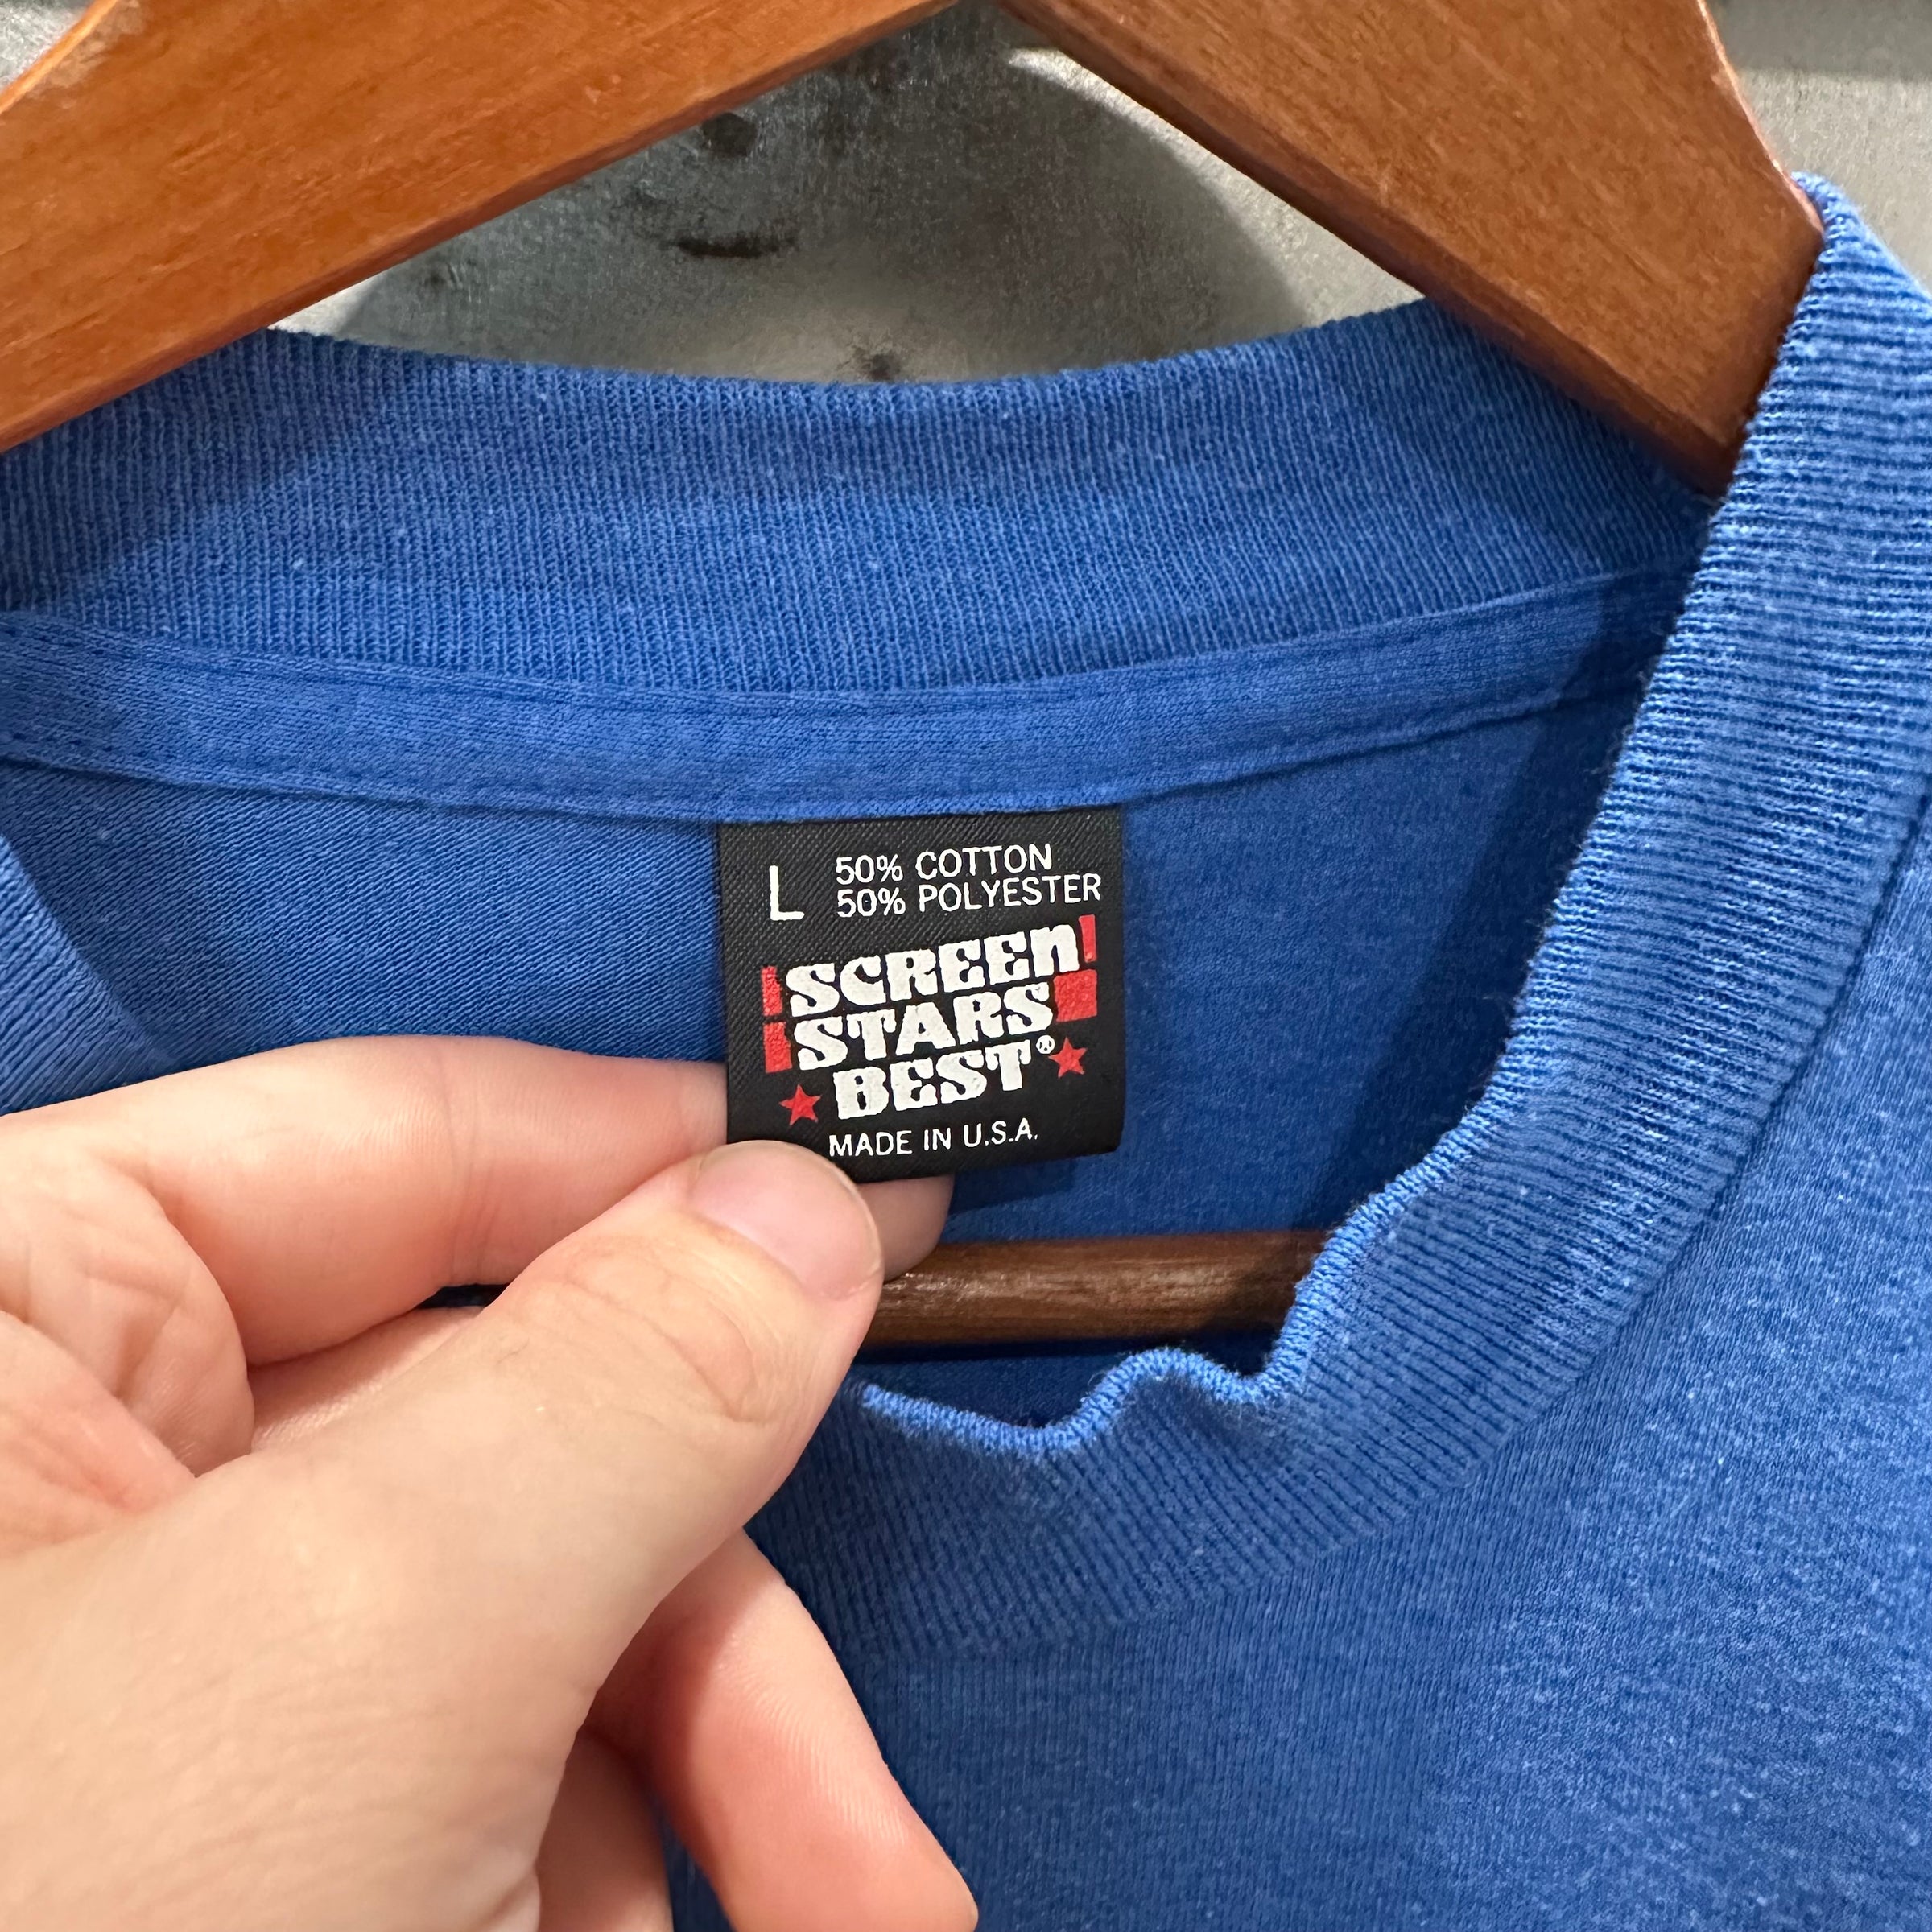 L 50% COTTON
50% POLYESTER
SCREEN
STARS
BEST®
MADE IN U.S.A.